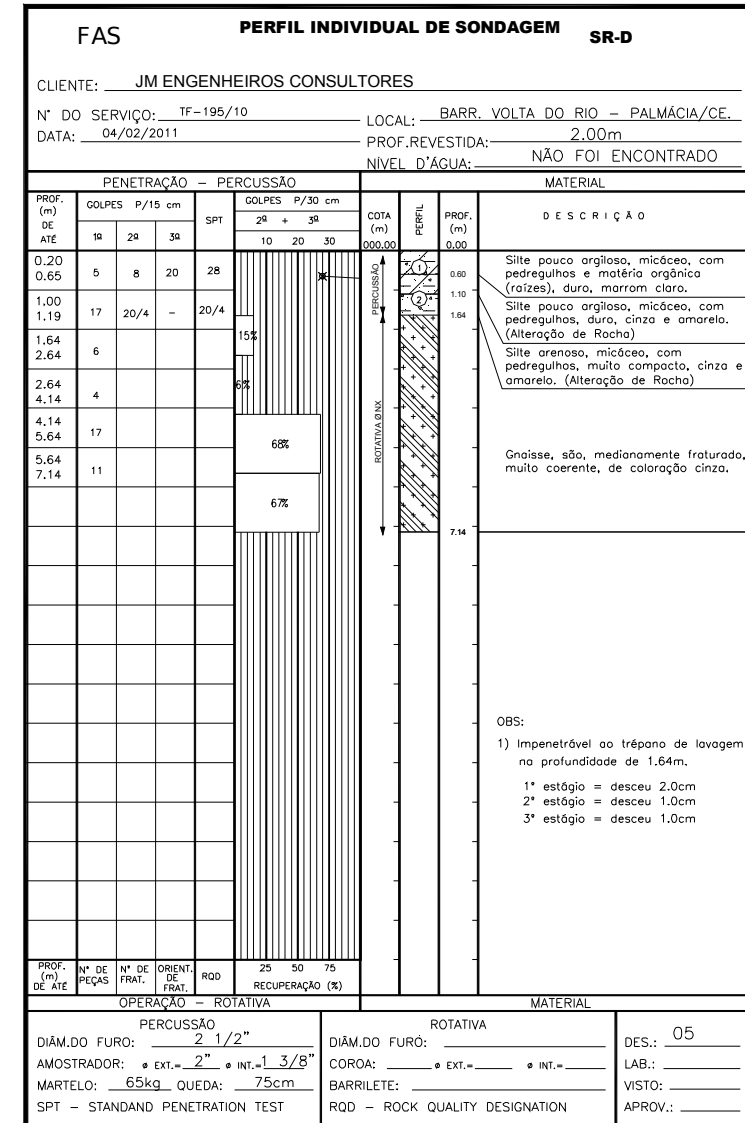 FAS
PERFIL INDIVIDUAL DE SONDAGEM
SR-D
CLIENTE: JM ENGENHEIROS CONSULTORES
N° DO SERVIÇO: TF-195/10
LOCAL: BARR. VOLTA DO RIO - PALMÁCIA/CE.
DATA: 04/02/2011
PROF.REVESTIDA: 2.00m
NÍVEL D'ÁGUA: NÃO FOI ENCONTRADO
PENETRAÇÃO - PERCUSSÃO
MATERIAL
PROF. (m) DE ATÉ
GOLPES P/15 cm
1ª 2ª 3ª
SPT
GOLPES P/30 cm
2ª + 3ª
10 20 30
COTA (m) 000.00
PERFIL
PROF. (m) 0.00
DESCRIÇÃO
0.20 0.65 5 8 20 28
1.00 1.19 17 20/4 - 20/4
1.64 2.64 6
2.64 4.14 4
4.14 5.64 17
5.64 7.14 11
15%
6%
68%
67%
PERCUSSÃO
ROTATIVA Ø NX
1
2
0.60
1.10
1.64
7.14
Silte pouco argiloso, micáceo, com
pedregulhos e matéria orgânica
(raízes), duro, marrom claro.
Silte pouco argiloso, micáceo, com
pedregulhos, duro, cinza e amarelo.
(Alteração de Rocha)
Silte arenoso, micáceo, com
pedregulhos, muito compacto, cinza e
amarelo. (Alteração de Rocha)
Gnaisse, são, medianamente fraturado,
muito coerente, de coloração cinza.
OBS:
1) Impenetrável ao trépano de lavagem
na profundidade de 1.64m.
1° estágio = desceu 2.0cm
2° estágio = desceu 1.0cm
3° estágio = desceu 1.0cm
PROF. (m) DE ATÉ
N° DE PEÇAS
N° DE FRAT.
ORIENT. DE FRAT.
RQD
25 50 75
RECUPERAÇÃO (%)
OPERAÇÃO - ROTATIVA
MATERIAL
PERCUSSÃO
DIÂM.DO FURO: 2 1/2"
AMOSTRADOR: ø EXT.= 2" ø INT.= 1 3/8"
MARTELO: 65kg QUEDA: 75cm
SPT - STANDAND PENETRATION TEST
ROTATIVA
DIÂM.DO FURO:
COROA: ø EXT.= ø INT.=
BARRILETE:
RQD - ROCK QUALITY DESIGNATION
DES.: 05
LAB.:
VISTO:
APROV.: